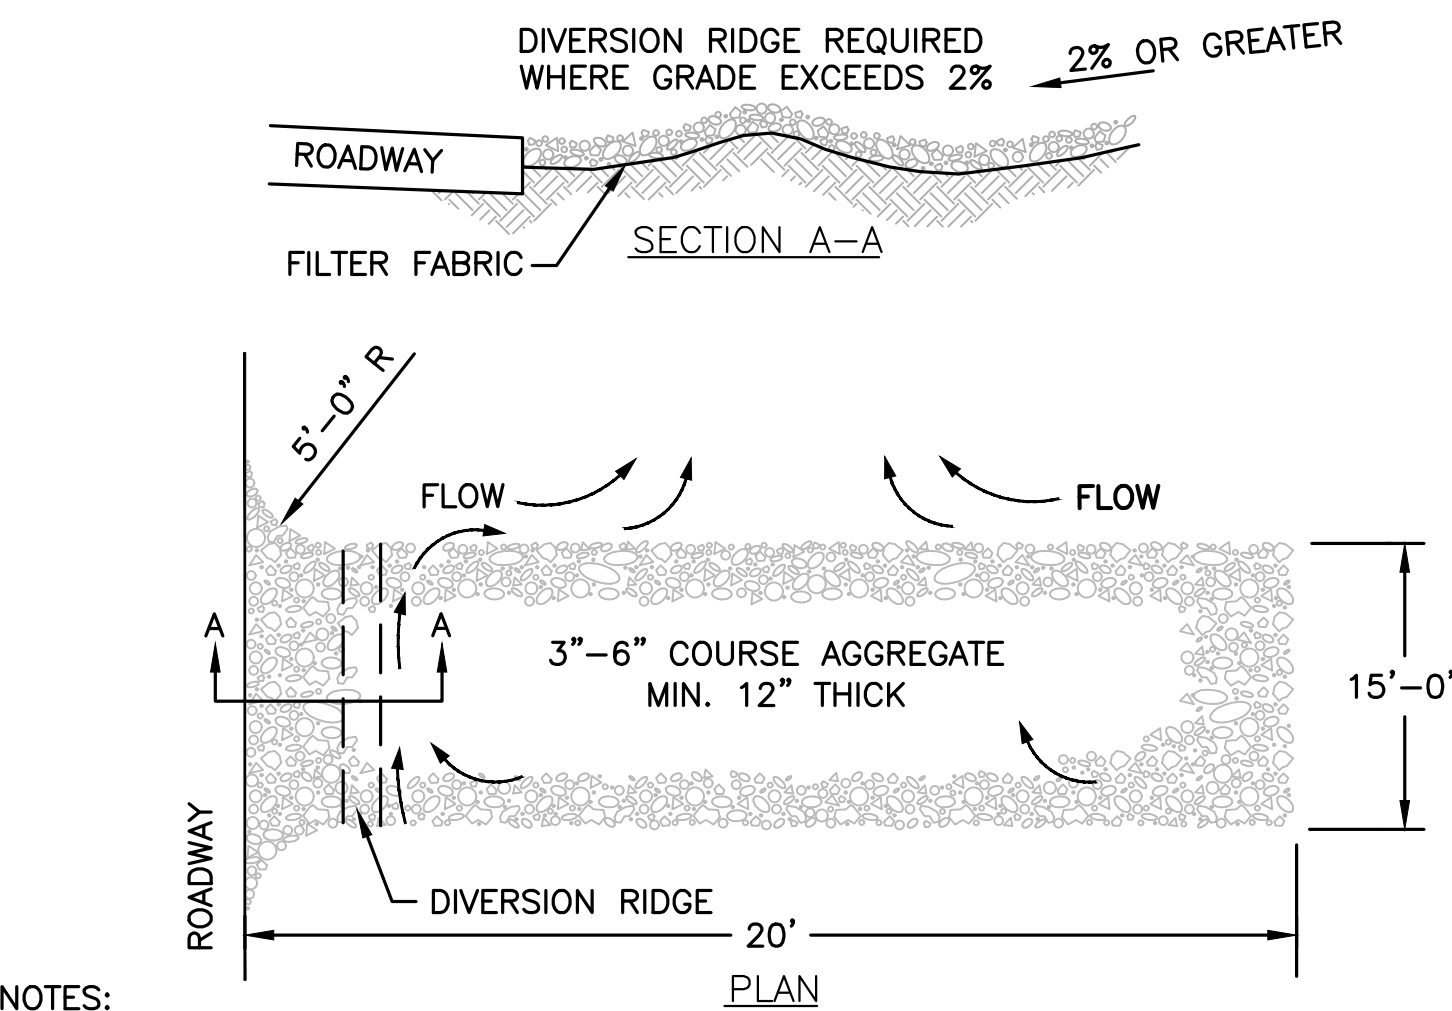 DIVERSION RIDGE REQUIRED
WHERE GRADE EXCEEDS 2%
2% OR GREATER
ROADWAY
FILTER FABRIC
SECTION A-A
5'-0" R
FLOW
FLOW
A
A
3"-6" COURSE AGGREGATE
MIN. 12" THICK
15'-0"
ROADWAY
DIVERSION RIDGE
20'
PLAN
NOTES: